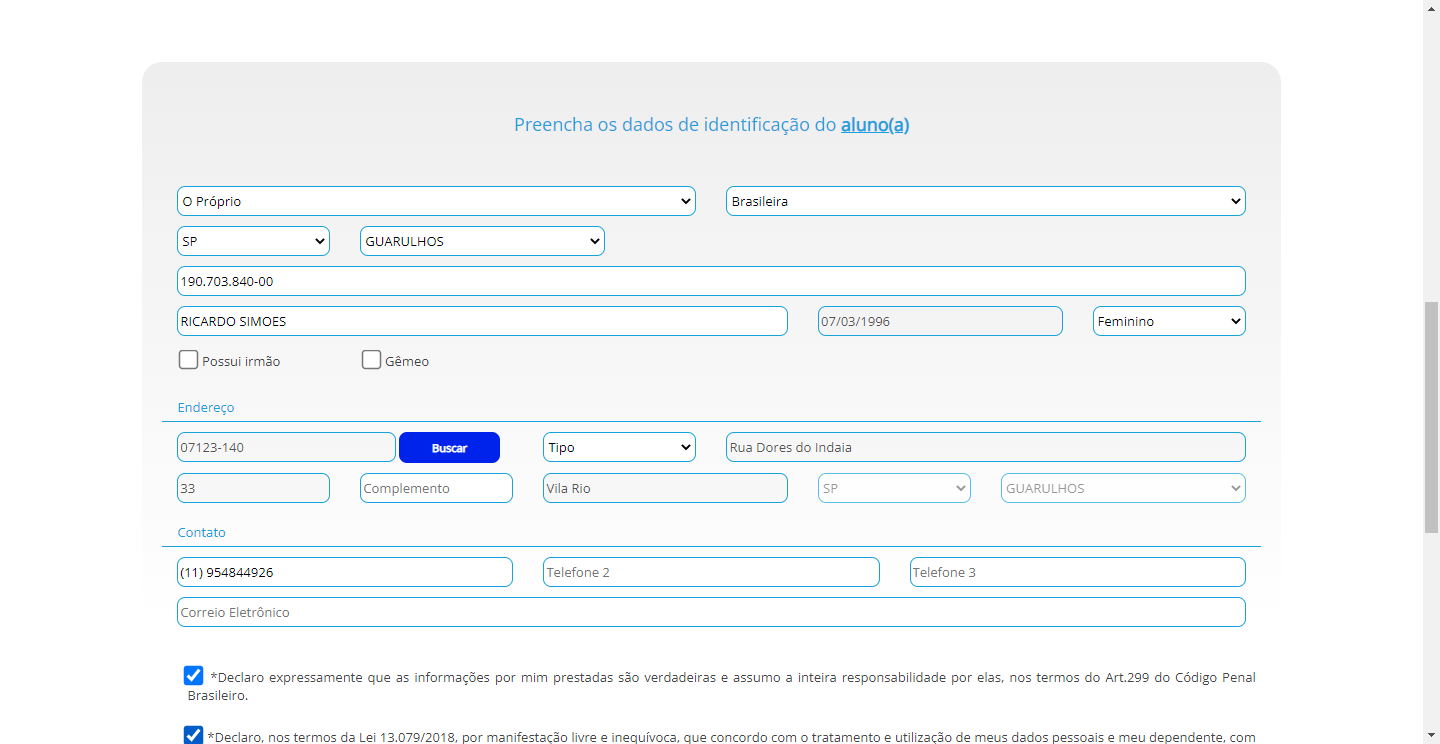 Preencha os dados de identificação do aluno(a)
O Próprio Brasileira
SP GUARULHOS
190.703.840-00
RICARDO SIMOES 07/03/1996 Feminino
Possui irmão Gêmeo
Endereço
07123-140 Buscar Tipo Rua Dores do Indaia
33 Complemento Vila Rio SP GUARULHOS
Contato
(11) 954844926 Telefone 2 Telefone 3
Correio Eletrônico
*Declaro expressamente que as informações por mim prestadas são verdadeiras e assumo a inteira responsabilidade por elas, nos termos do Art.299 do Código Penal
Brasileiro.
*Declaro, nos termos da Lei 13.079/2018, por manifestação livre e inequívoca, que concordo com o tratamento e utilização de meus dados pessoais e meu dependente, com